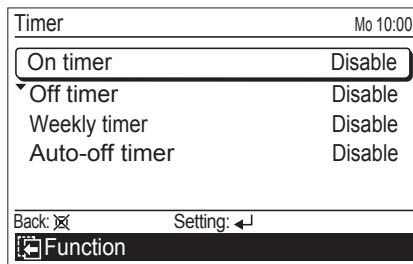 Timer Mo 10:00
On timer Disable
Off timer Disable
Weekly timer Disable
Auto-off timer Disable
Back: Setting:
Function